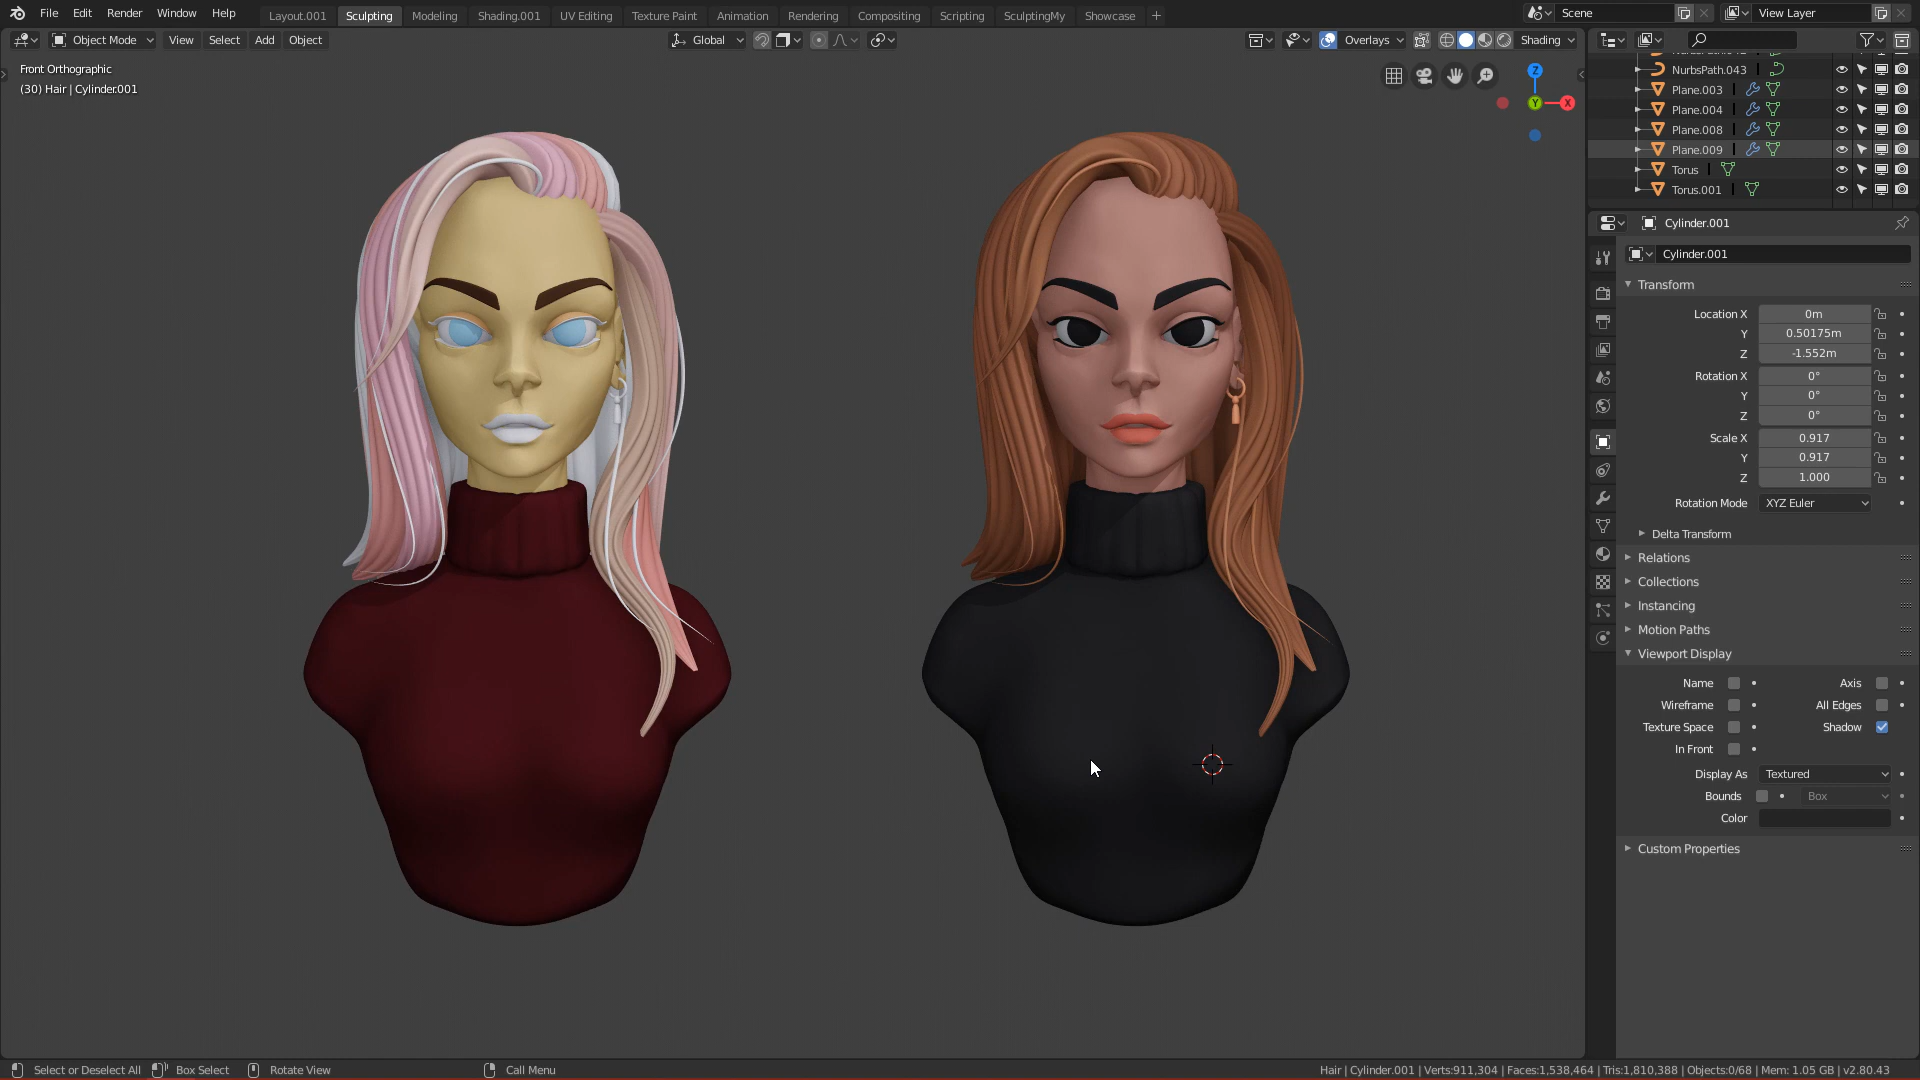 File Edit Render Window Help
Layout.001 Sculpting Modeling Shading.001 UV Editing Texture Paint Animation Rendering Compositing Scripting SculptingMy Showcase +
Scene
View Layer
Object Mode View Select Add Object
Global
Overlays
Shading
Front Orthographic
(30) Hair | Cylinder.001
Z
Y X
NurbsPath.043
Plane.003
Plane.004
Plane.008
Plane.009
Torus
Torus.001
Cylinder.001
Cylinder.001
Transform
Location X 0m
Y 0.50175m
Z -1.552m
Rotation X 0°
Y 0°
Z 0°
Scale X 0.917
Y 0.917
Z 1.000
Rotation Mode XYZ Euler
Delta Transform
Relations
Collections
Instancing
Motion Paths
Viewport Display
Name Axis
Wireframe All Edges
Texture Space Shadow
In Front
Display As Textured
Bounds Box
Color
Custom Properties
Select or Deselect All Box Select Rotate View Call Menu
Hair | Cylinder.001 | Verts:911,304 | Faces:1,538,464 | Tris:1,810,388 | Objects:0/68 | Mem: 1.05 GB | v2.80.43